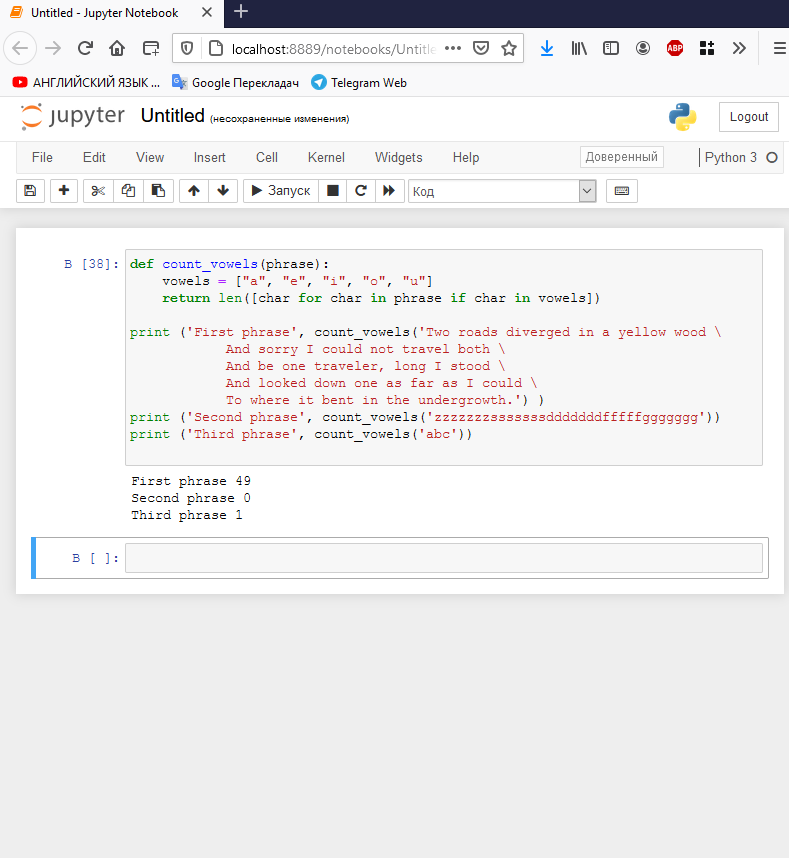 Untitled - Jupyter Notebook
localhost:8889/notebooks/Untitle
ABP
АНГЛИЙСКИЙ ЯЗЫК ... Google Перекладач Telegram Web
jupyter Untitled (несохраненные изменения) Logout
File Edit View Insert Cell Kernel Widgets Help Доверенный Python 3
Запуск Код
В [38]: def count_vowels(phrase):
vowels = ["a", "e", "i", "o", "u"]
return len([char for char in phrase if char in vowels])
print ('First phrase', count_vowels('Two roads diverged in a yellow wood \
And sorry I could not travel both \
And be one traveler, long I stood \
And looked down one as far as I could \
To where it bent in the undergrowth.') )
print ('Second phrase', count_vowels('zzzzzzzsssssssdddddddfffffggggggg'))
print ('Third phrase', count_vowels('abc'))
First phrase 49
Second phrase 0
Third phrase 1
В [ ]: